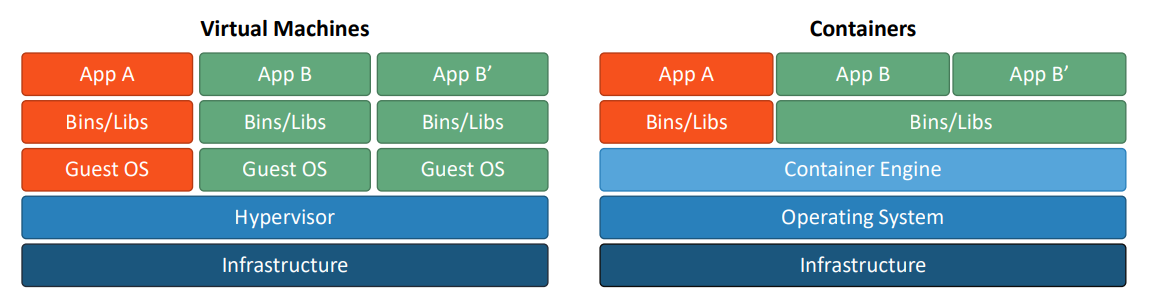 Virtual Machines
App A App B App B’
Bins/Libs Bins/Libs Bins/Libs
Guest OS Guest OS Guest OS
Hypervisor
Infrastructure
Containers
App A App B App B’
Bins/Libs Bins/Libs
Container Engine
Operating System
Infrastructure